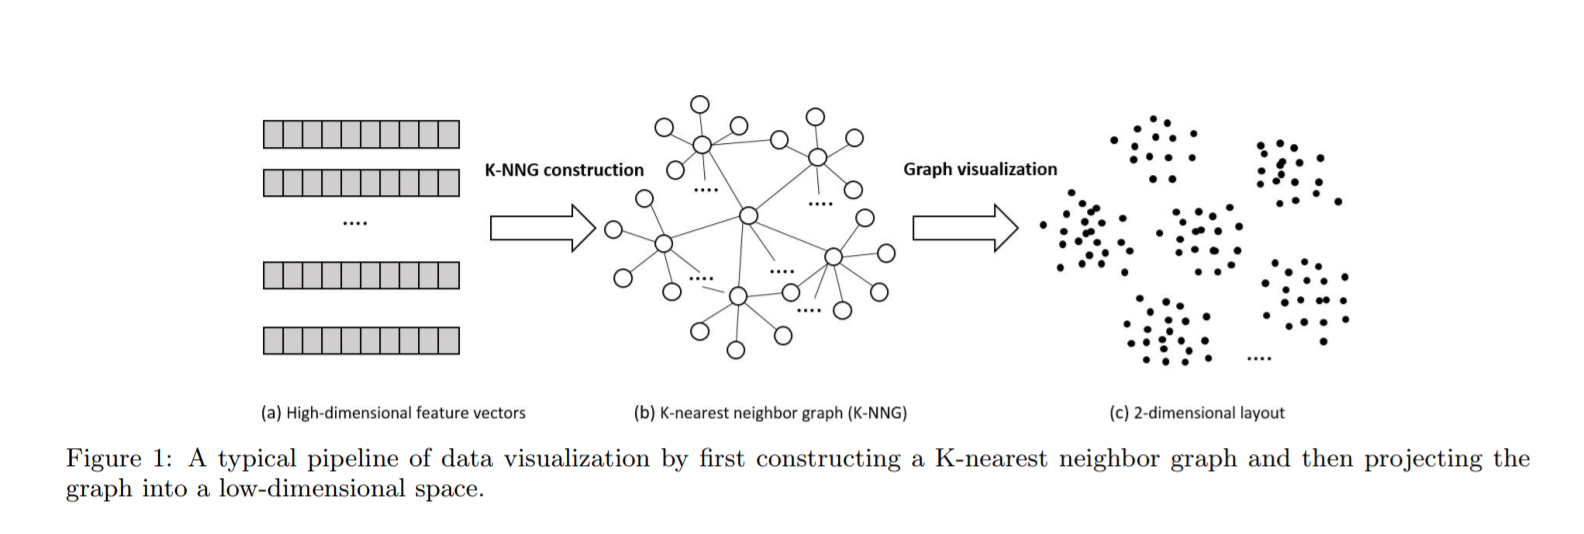 K-NNG construction
Graph visualization
....
....
....
....
....
....
....
(a) High-dimensional feature vectors
(b) K-nearest neighbor graph (K-NNG)
(c) 2-dimensional layout
Figure 1: A typical pipeline of data visualization by first constructing a K-nearest neighbor graph and then projecting the
graph into a low-dimensional space.